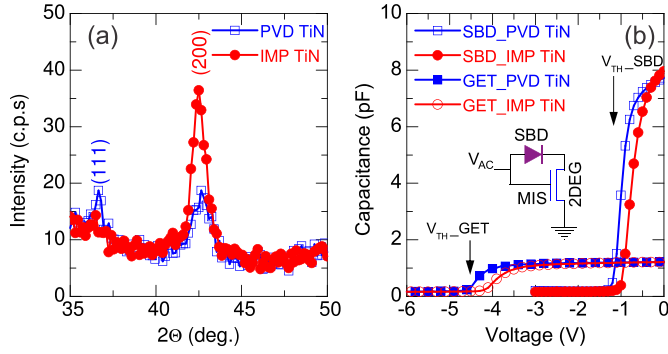 (a)
PVD TiN
IMP TiN
(200)
(111)
Intensity (c.p.s)
50
40
30
20
10
0
35
40
45
50
2Θ (deg.)
(b)
SBD_PVD TiN
SBD_IMP TiN
GET_PVD TiN
GET_IMP TiN
V_TH_SBD
SBD
V_AC
MIS
2DEG
V_TH_GET
Capacitance (pF)
10
8
6
4
2
0
-6
-5
-4
-3
-2
-1
0
Voltage (V)